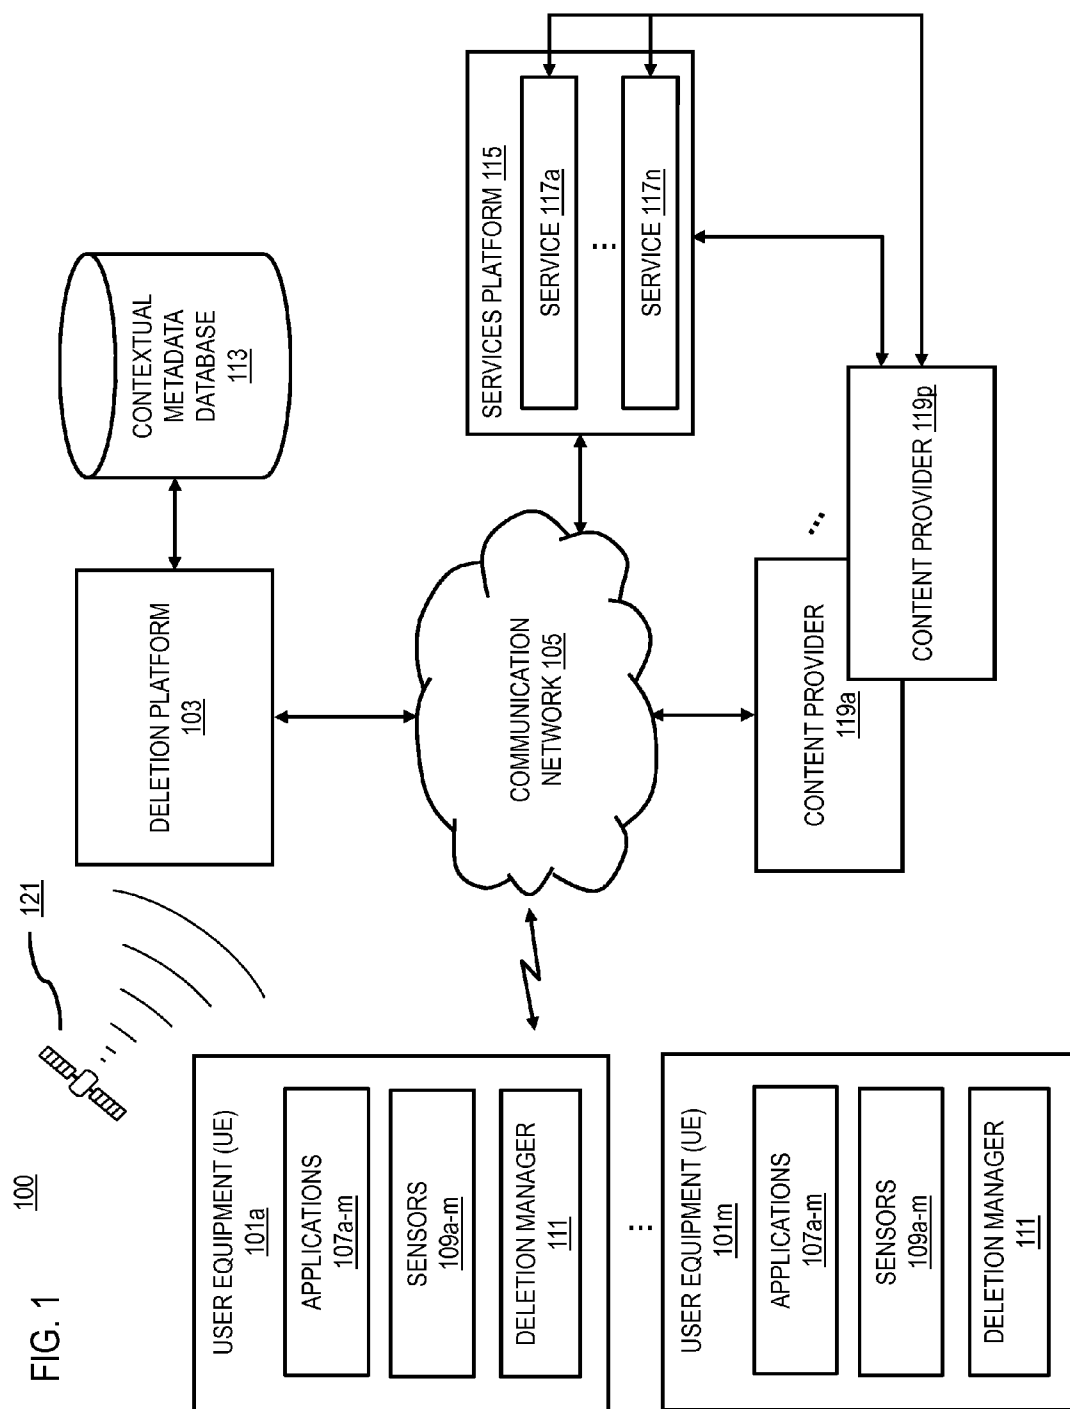 FIG. 1
100
121
USER EQUIPMENT (UE)
101a
APPLICATIONS
107a-m
SENSORS
109a-m
DELETION MANAGER
111
...
USER EQUIPMENT (UE)
101m
APPLICATIONS
107a-m
SENSORS
109a-m
DELETION MANAGER
111
DELETION PLATFORM
103
CONTEXTUAL
METADATA
DATABASE
113
COMMUNICATION
NETWORK 105
SERVICES PLATFORM 115
SERVICE 117a
...
SERVICE 117n
CONTENT PROVIDER
119a
...
CONTENT PROVIDER 119p